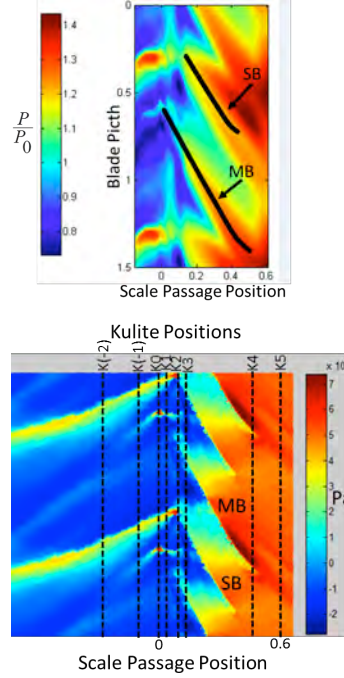 1.4
1.3
1.2
1.1
1
0.9
0.8
P
P0
Blade Picth
0
0.5
1
1.5
SB
MB
0 0.2 0.4 0.6
Scale Passage Position
Kulite Positions
K(-2)
K(-1)
K0
K2
K3
K4
K5
MB
SB
x 10
7
6
5
4
3
2
1
0
-1
-2
P
0
0.6
Scale Passage Position